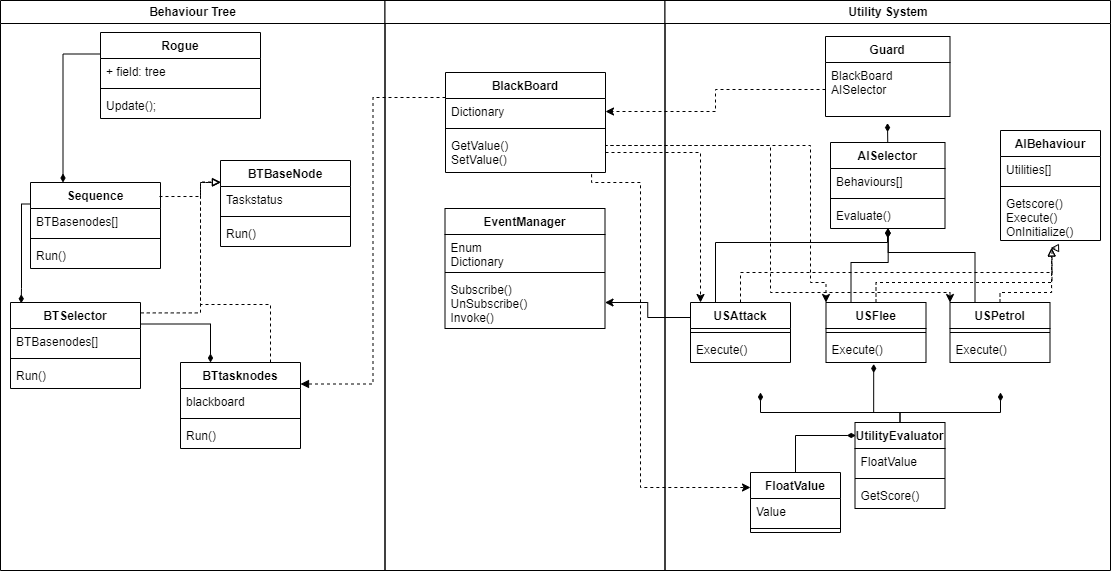 Behaviour Tree
Utility System
Rogue
+ field: tree
Update();
Sequence
BTBasenodes[]
Run()
BTBaseNode
Taskstatus
Run()
BTSelector
BTBasenodes[]
Run()
BTtasknodes
blackboard
Run()
BlackBoard
Dictionary
GetValue()
SetValue()
EventManager
Enum
Dictionary
Subscribe()
UnSubscribe()
Invoke()
Guard
BlackBoard
AISelector
AISelector
Behaviours[]
Evaluate()
AIBehaviour
Utilities[]
Getscore()
Execute()
OnInitialize()
USAttack
Execute()
USFlee
Execute()
USPetrol
Execute()
UtilityEvaluator
FloatValue
GetScore()
FloatValue
Value